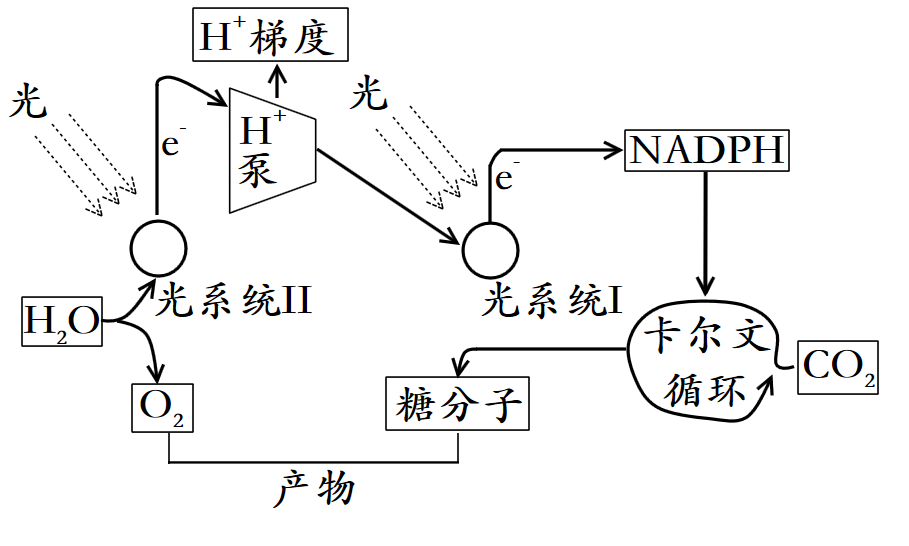 H⁺梯度
光
光
e⁻
H⁺
泵
e⁻
NADPH
光系统II
光系统I
H₂O
卡尔文
循环
CO₂
O₂
糖分子
产物